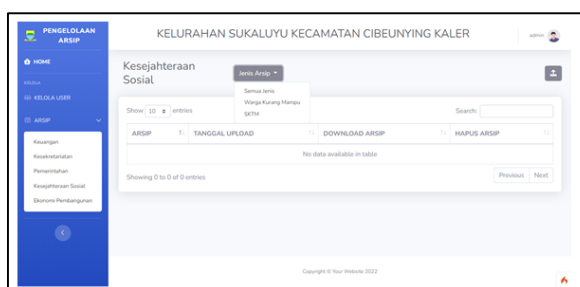 PENGELOLAAN
ARSIP
KELURAHAN SUKALUYU KECAMATAN CIBEUNYING KALER
admin
HOME
KELOLA
KELOLA USER
ARSIP
Keuangan
Kesekretariatan
Pemerintahan
Kesejahteraan Sosial
Ekonomi Pembangunan
Kesejahteraan
Sosial
Jenis Arsip
Semua Jenis
Warga Kurang Mampu
SKTM
Show 10 entries
Search:
ARSIP TANGGAL UPLOAD DOWNLOAD ARSIP HAPUS ARSIP
No data available in table
Showing 0 to 0 of 0 entries
Previous Next
Copyright © Your Website 2022